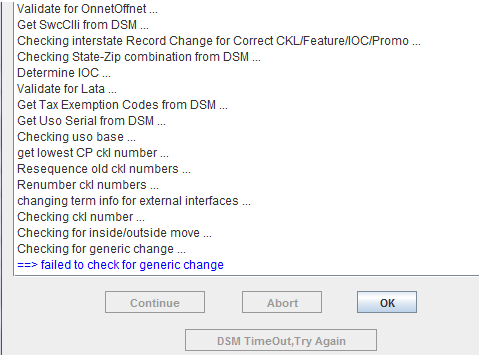 Validate for OnnetOffnet ...
Get SwcClli from DSM ...
Checking interstate Record Change for Correct CKL/Feature/IOC/Promo ...
Checking State-Zip combination from DSM ...
Determine IOC ...
Validate for Lata ...
Get Tax Exemption Codes from DSM ...
Get Uso Serial from DSM ...
Checking uso base ...
get lowest CP ckl number ...
Resequence old ckl numbers ...
Renumber ckl numbers ...
changing term info for external interfaces ...
Checking ckl number ...
Checking for inside/outside move ...
Checking for generic change ...
==> failed to check for generic change
Continue Abort OK
DSM TimeOut,Try Again